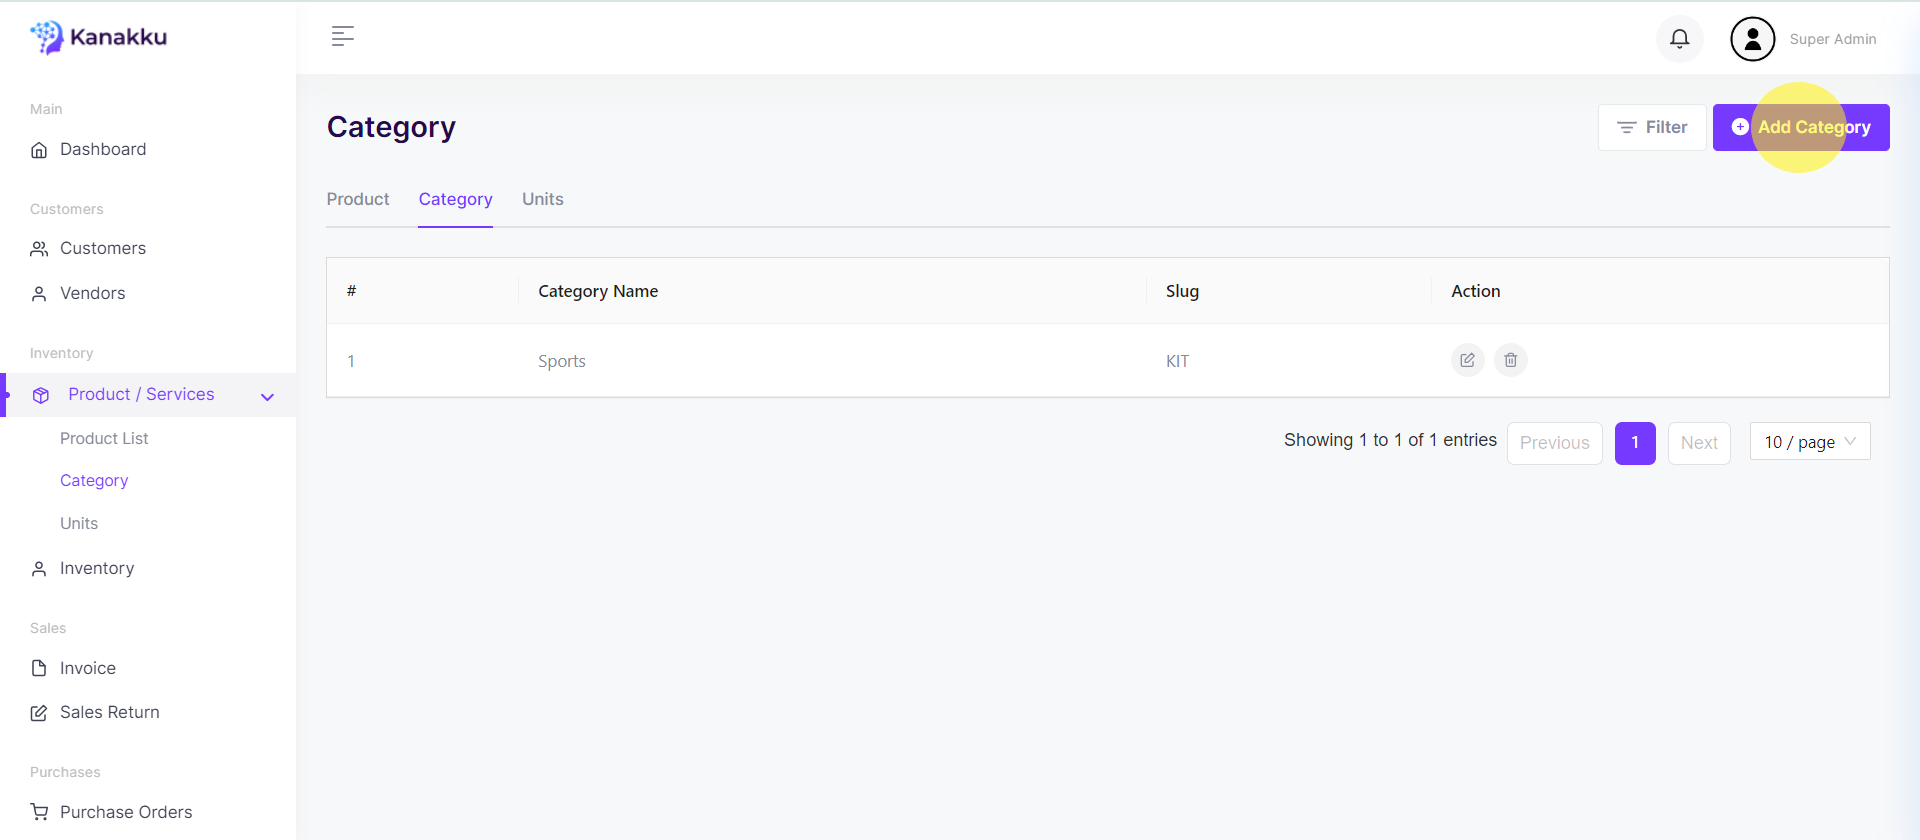 Kanakku
Super Admin
Main
Dashboard
Customers
Customers
Vendors
Inventory
Product / Services
Product List
Category
Units
Inventory
Sales
Invoice
Sales Return
Purchases
Purchase Orders
Category
Filter
Add Category
Product Category Units
# Category Name Slug Action
1 Sports KIT
Showing 1 to 1 of 1 entries Previous 1 Next 10 / page